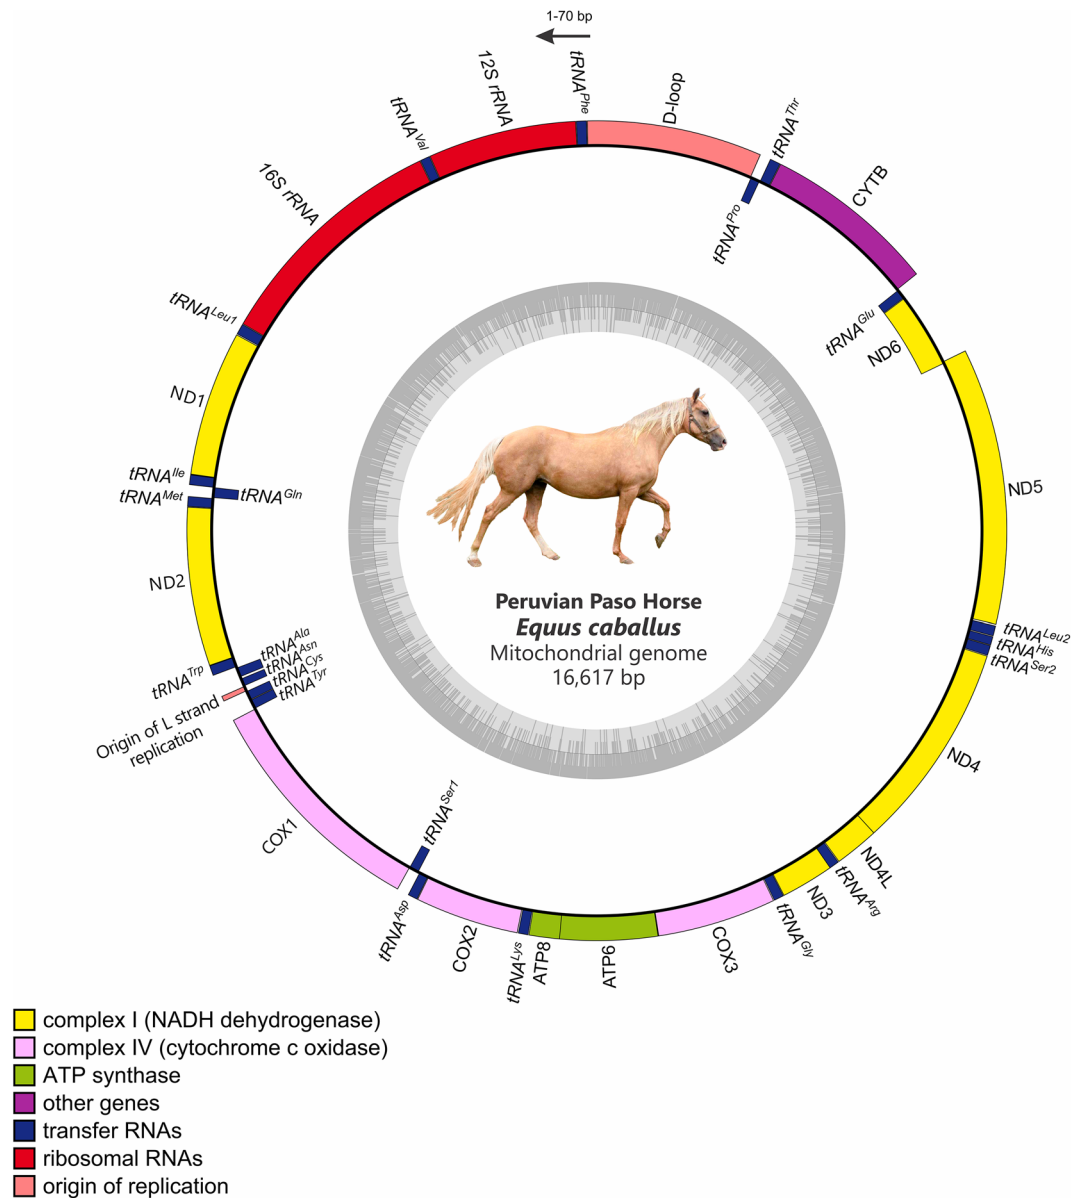 1-70 bp
D-loop
tRNAThr
CYTB
tRNAPro
tRNAGlu
ND6
ND5
tRNALeu2
tRNAHis
tRNASer2
ND4
ND4L
tRNAArg
ND3
tRNAGly
COX3
ATP6
ATP8
tRNALys
COX2
tRNAAsp
tRNASer1
COX1
Origin of L strand
replication
tRNATyr
tRNACys
tRNAAsn
tRNAAla
tRNATrp
ND2
tRNAMet
tRNAGln
tRNAIle
ND1
tRNALeu1
16S rRNA
tRNAVal
12S rRNA
tRNAPhe
Peruvian Paso Horse
Equus caballus
Mitochondrial genome
16,617 bp
complex I (NADH dehydrogenase)
complex IV (cytochrome c oxidase)
ATP synthase
other genes
transfer RNAs
ribosomal RNAs
origin of replication